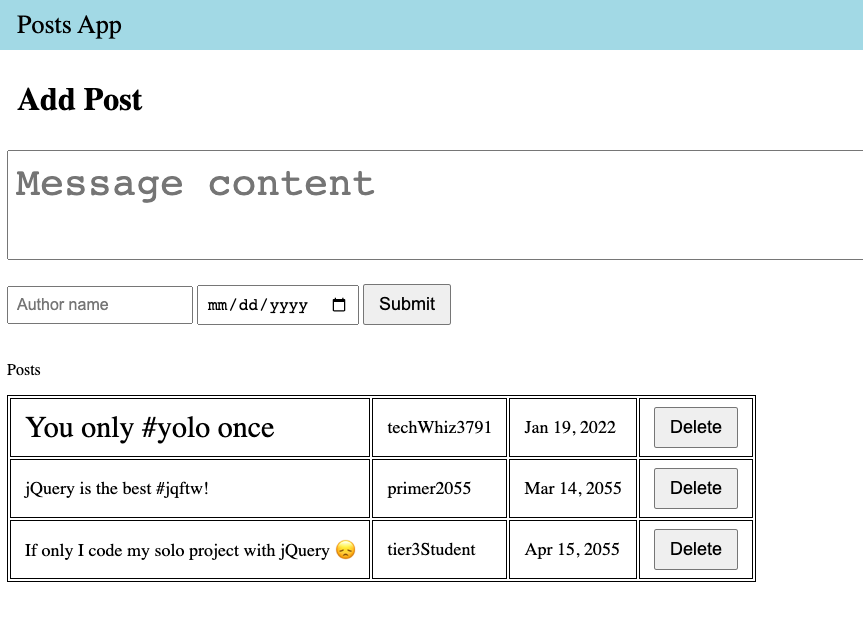 Posts App
Add Post
Message content
Author name mm/dd/yyyy Submit
Posts
You only #yolo once techWhiz3791 Jan 19, 2022 Delete
jQuery is the best #jqftw! primer2055 Mar 14, 2055 Delete
If only I code my solo project with jQuery 😞 tier3Student Apr 15, 2055 Delete